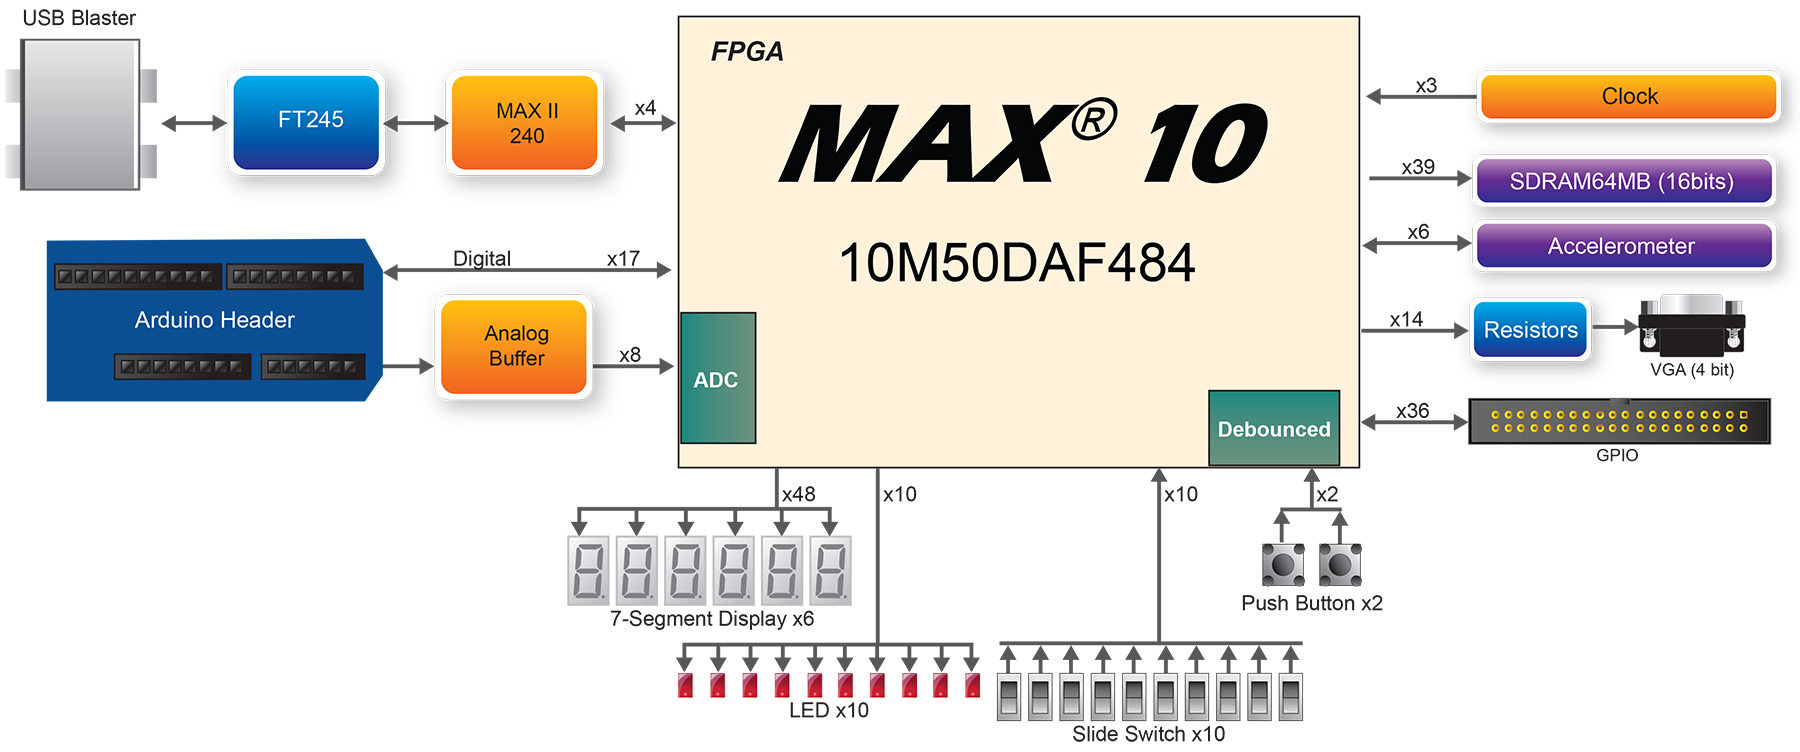 USB Blaster
FPGA
MAX® 10
10M50DAF484
FT245
MAX II
240
x4
x3
Clock
x39
SDRAM64MB (16bits)
x6
Accelerometer
Digital
x17
Arduino Header
Analog
Buffer
x8
ADC
x14
Resistors
VGA (4 bit)
Debounced
x36
GPIO
x48
x10
x10
x2
7-Segment Display x6
Push Button x2
LED x10
Slide Switch x10